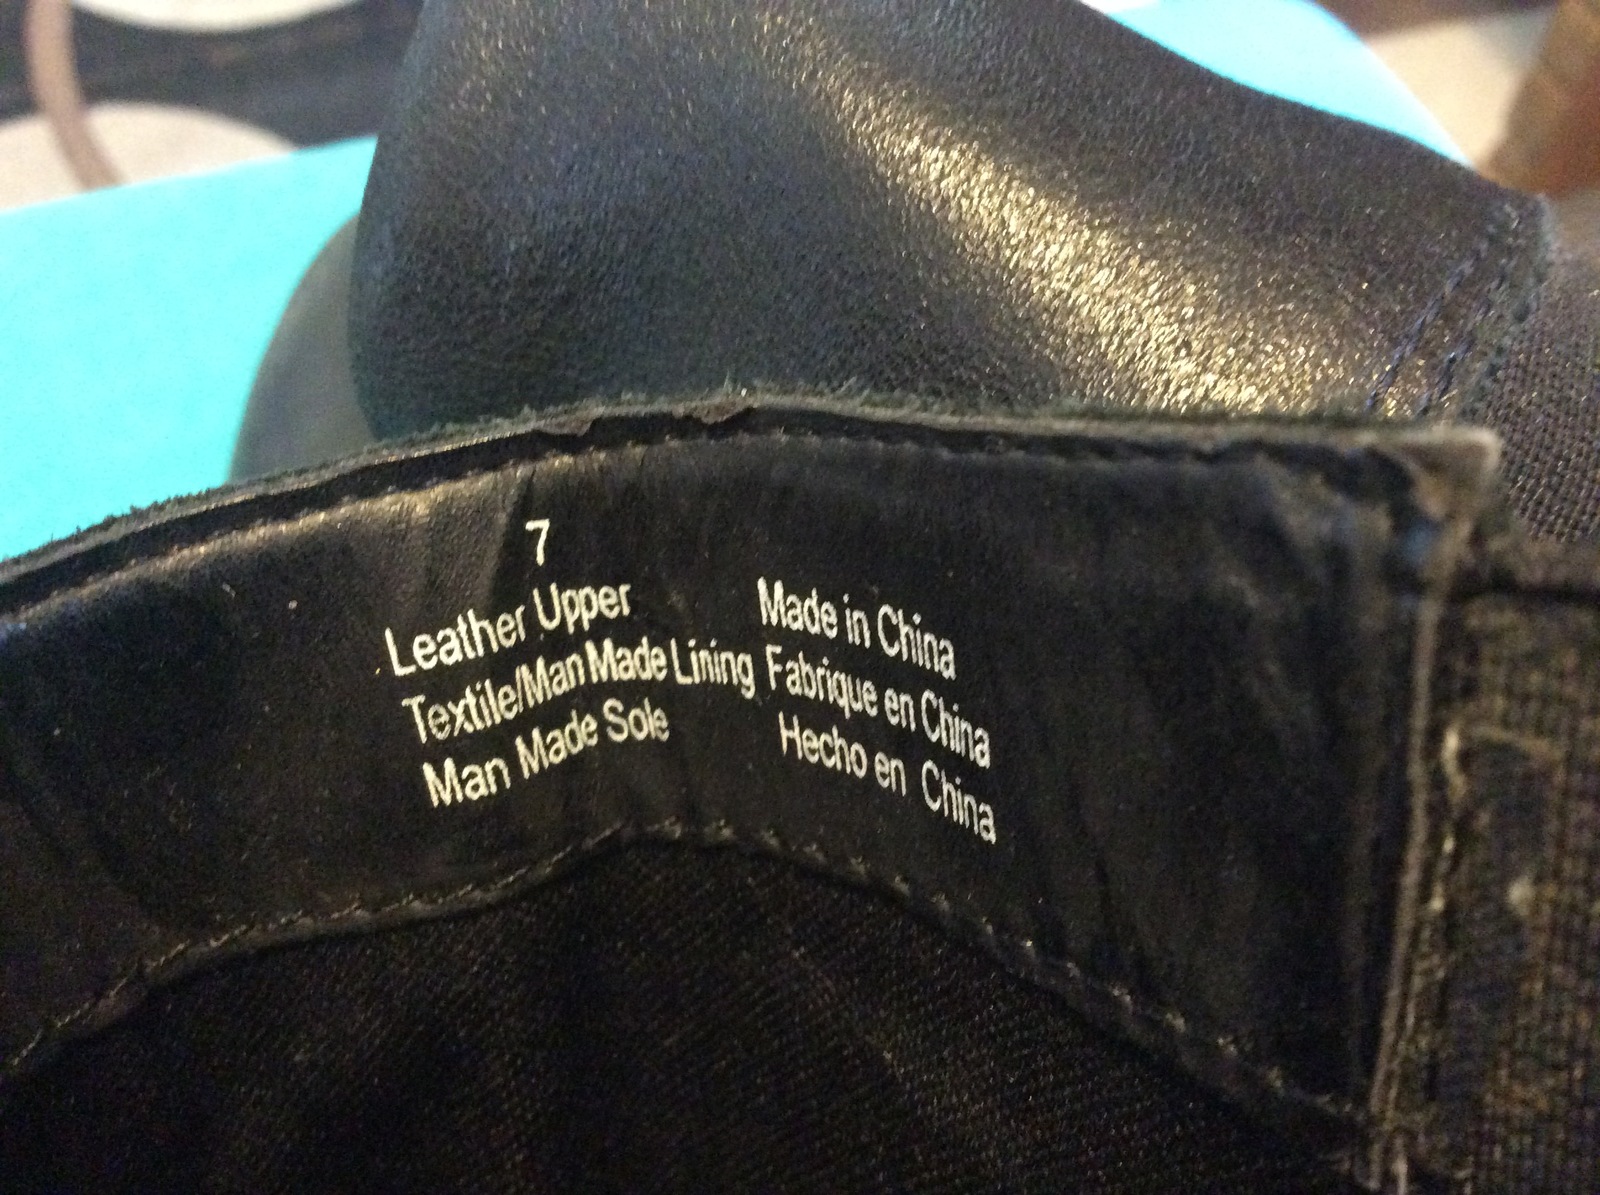 7
Leather Upper
Textile/Man Made Lining
Man Made Sole
Made in China
Fabrique en China
Hecho en China